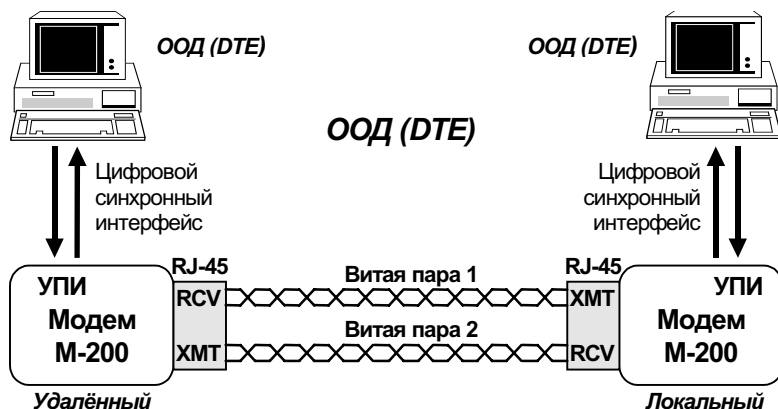 ООД (DTE)
ООД (DTE)
ООД (DTE)
Цифровой
синхронный
интерфейс
Цифровой
синхронный
интерфейс
RJ-45
Витая пара 1
RJ-45
УПИ
RCV
XMT
УПИ
Модем
М-200
Витая пара 2
Модем
М-200
XMT
RCV
Удалённый
Локальный